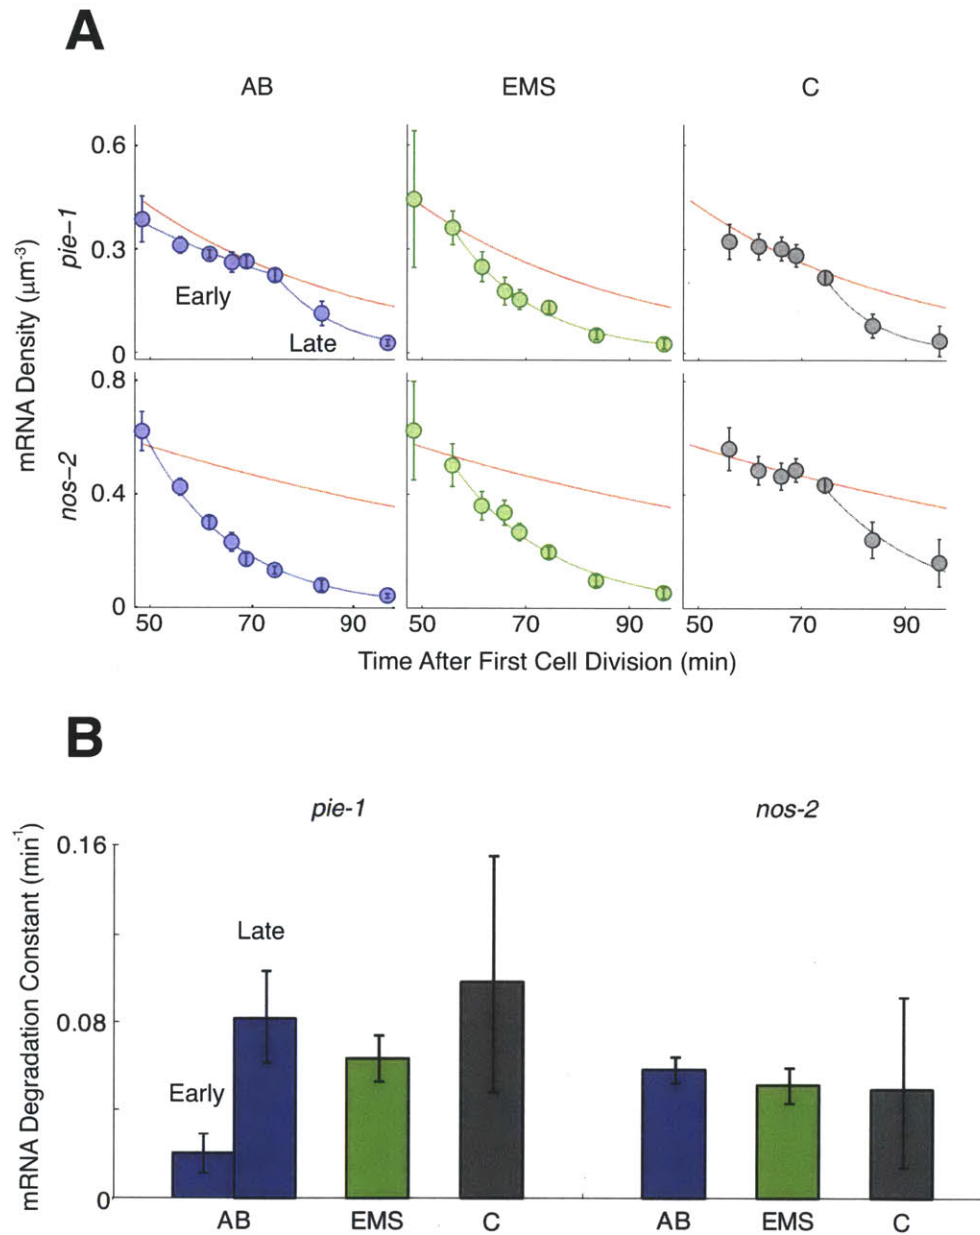 A
AB EMS C
mRNA Density (μm⁻³)
pie–1
0.6
0.3
0
Early
Late
nos-2
0.8
0.4
0
50 70 90 50 70 90 50 70 90
Time After First Cell Division (min)
B
pie-1 nos-2
mRNA Degradation Constant (min⁻¹)
0.16
0.08
0
Late
Early
AB EMS C AB EMS C